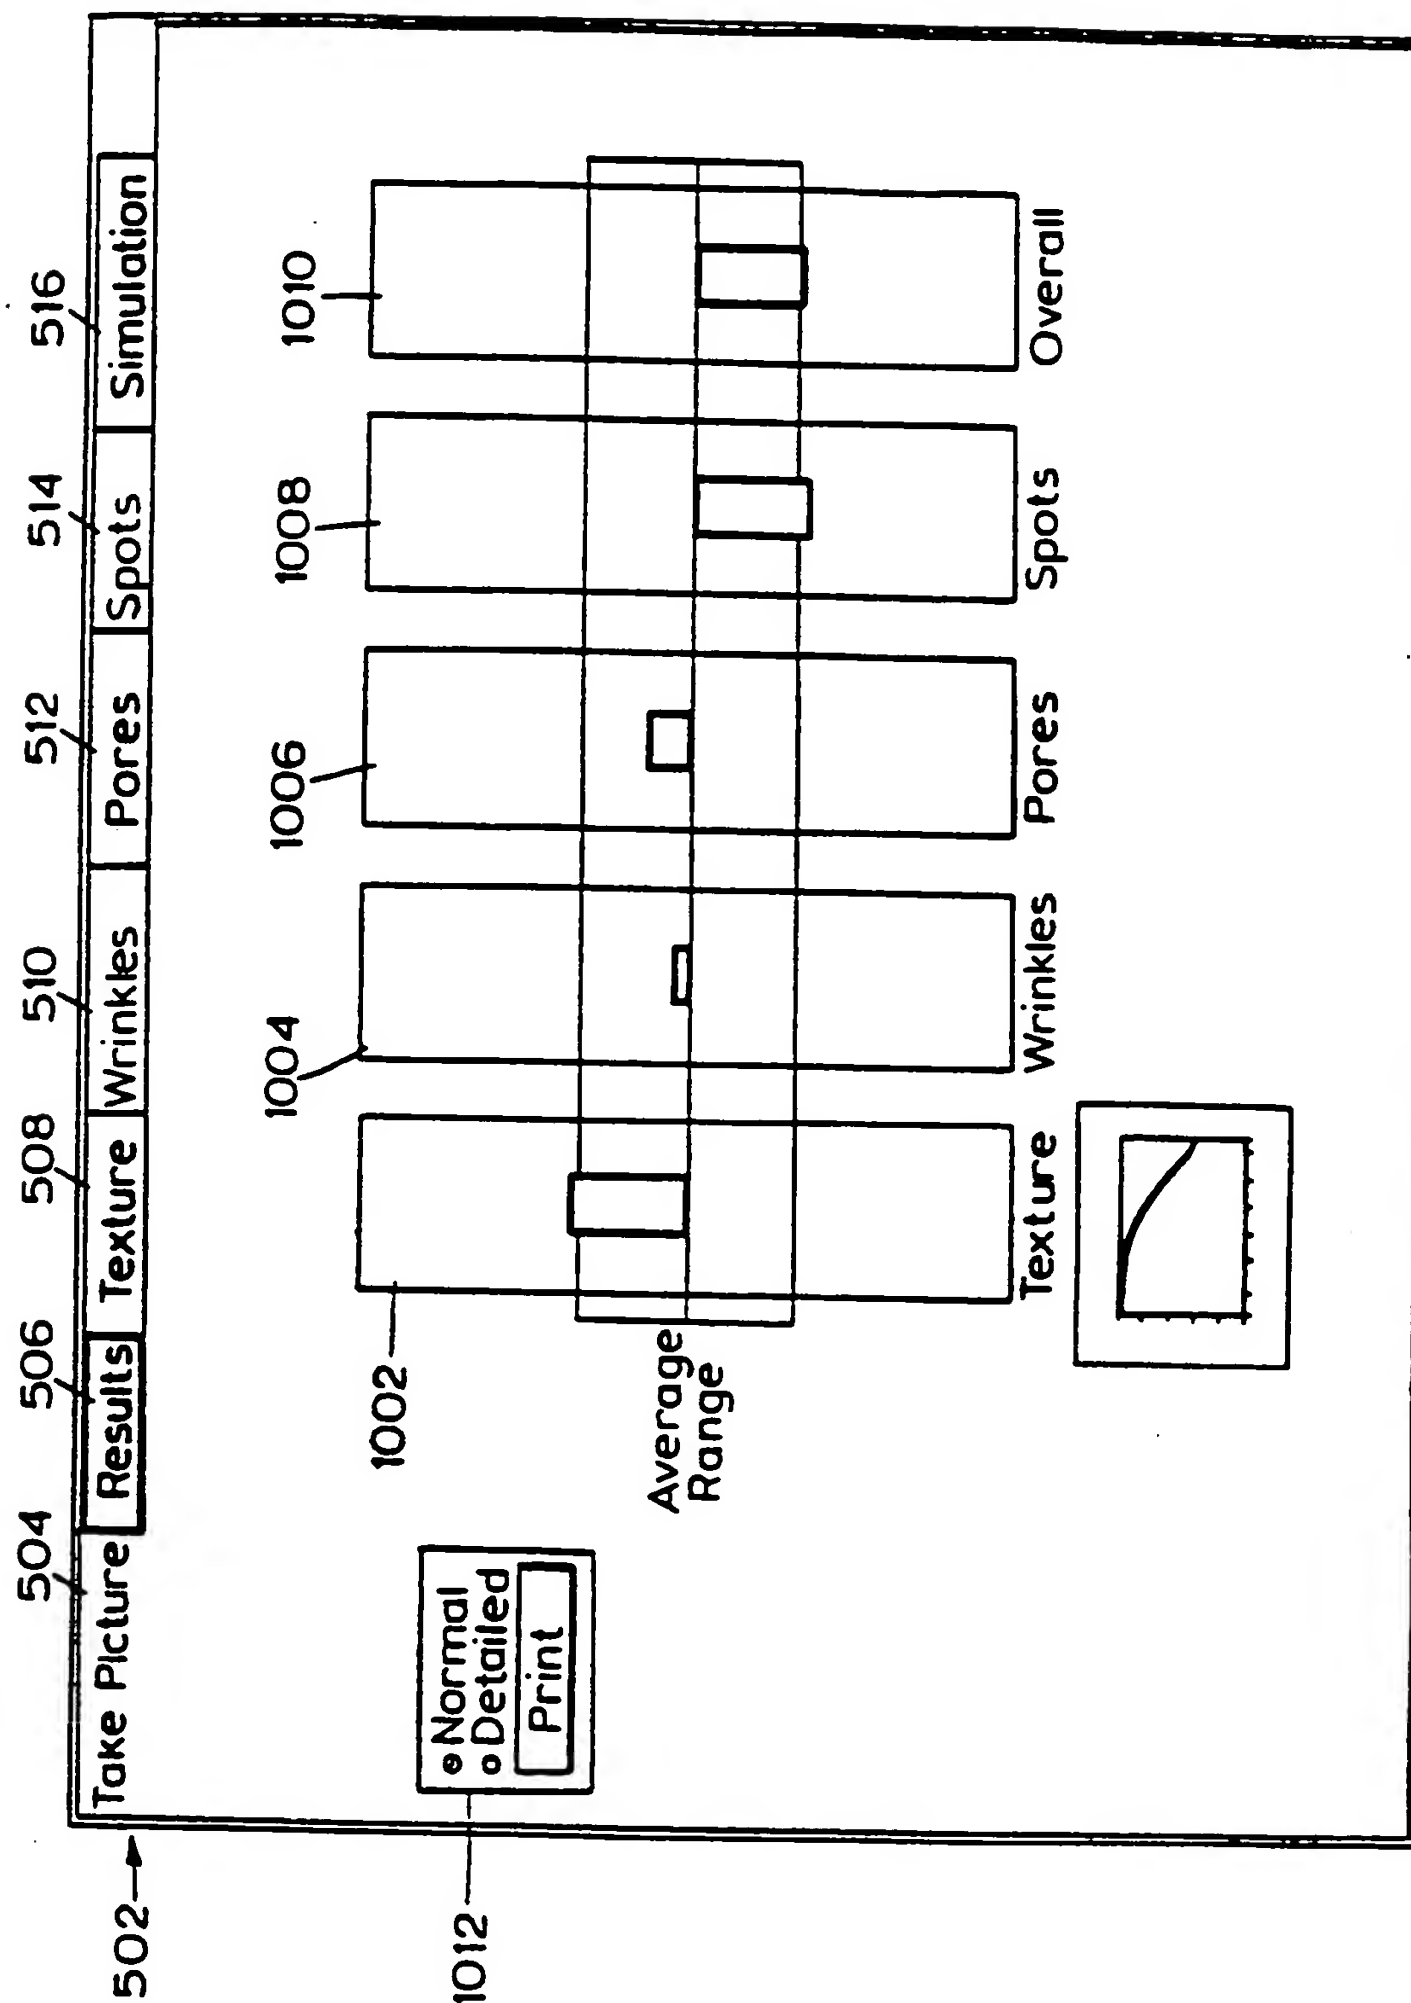 504 506 508 510 512 514 516
502
Take Picture Results Texture Wrinkles Pores Spots Simulation
1002 1004 1006 1008 1010
1012
Normal
Detailed
Print
Average
Range
Texture Wrinkles Pores Spots Overall